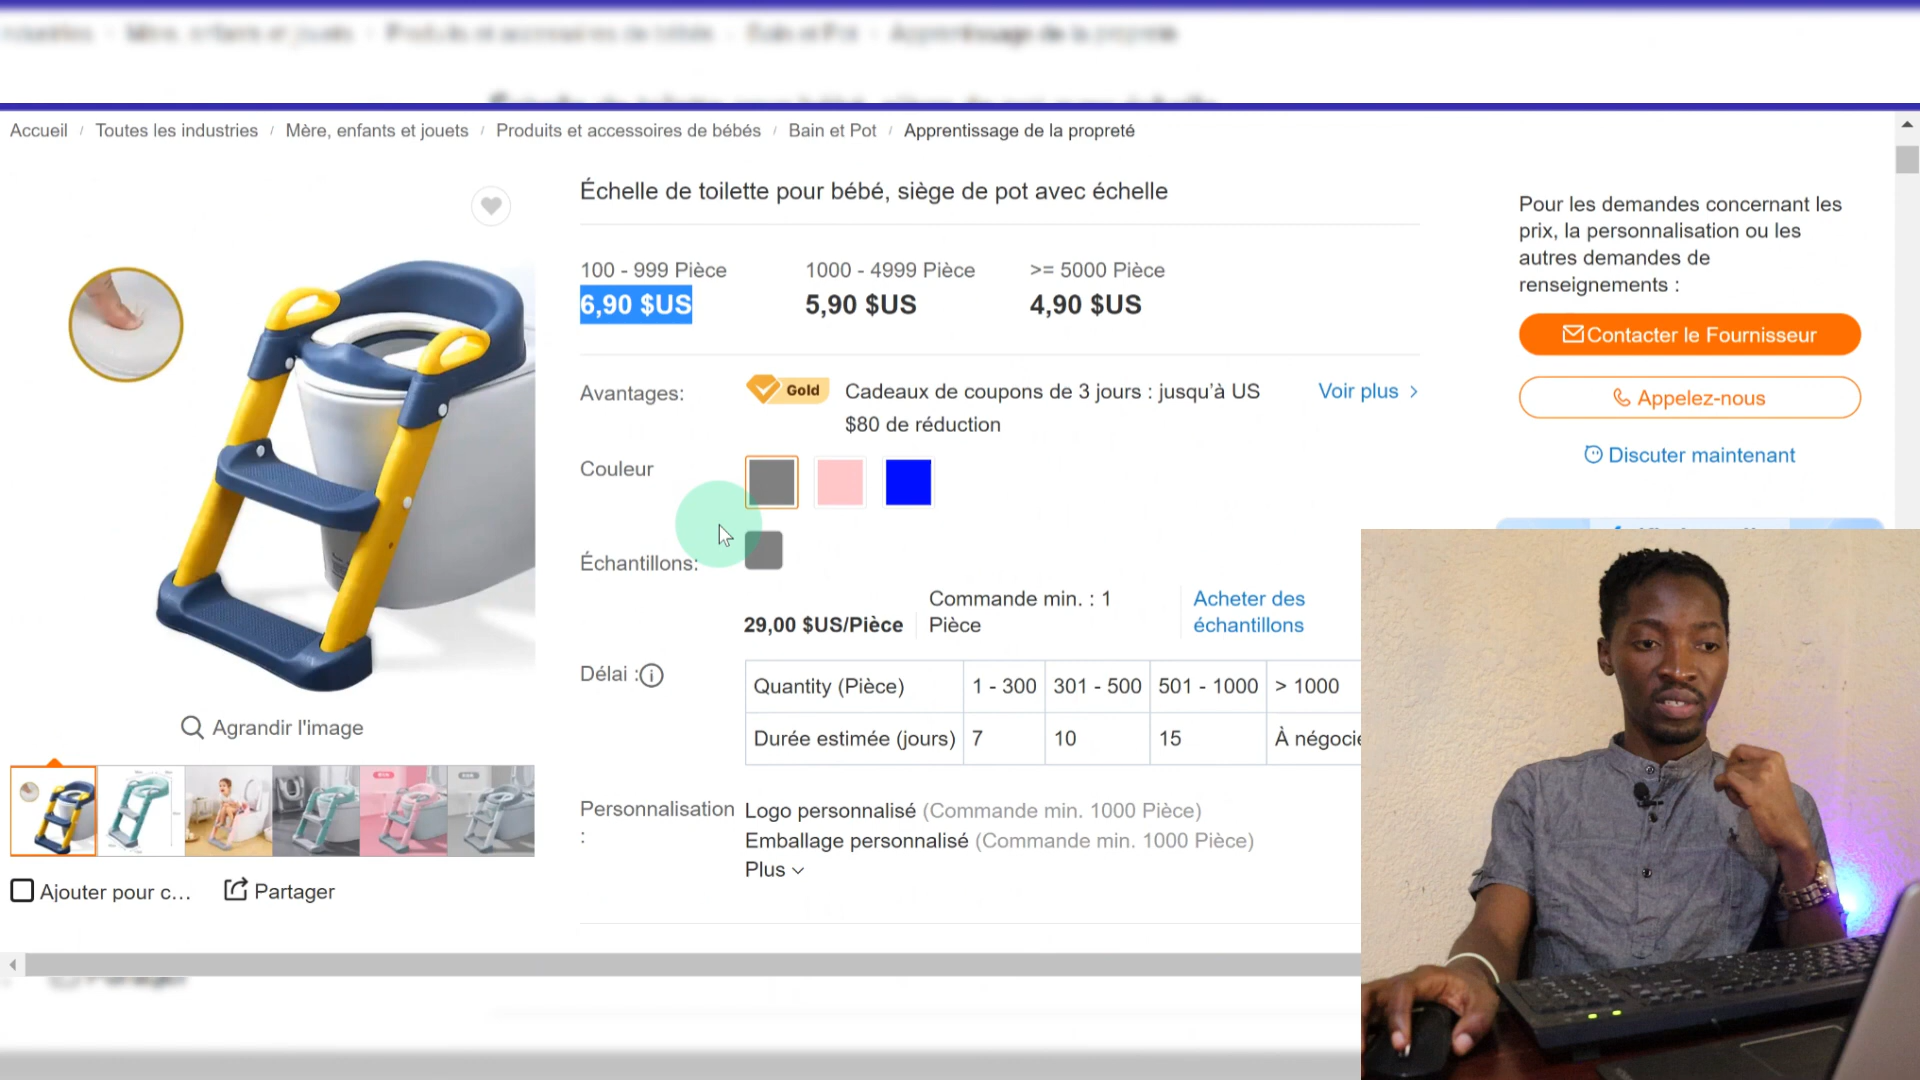 Accueil / Toutes les industries / Mère, enfants et jouets / Produits et accessoires de bébés / Bain et Pot / Apprentissage de la propreté
Échelle de toilette pour bébé, siège de pot avec échelle
100 - 999 Pièce 1000 - 4999 Pièce >= 5000 Pièce
6,90 $US 5,90 $US 4,90 $US
Avantages: Gold Cadeaux de coupons de 3 jours : jusqu'à US
$80 de réduction
Voir plus >
Couleur
Échantillons:
29,00 $US/Pièce
Commande min. : 1
Pièce
Acheter des
échantillons
Délai :
Quantity (Pièce) 1 - 300 301 - 500 501 - 1000 > 1000
Durée estimée (jours) 7 10 15 À négocie
Personnalisation
:
Logo personnalisé (Commande min. 1000 Pièce)
Emballage personnalisé (Commande min. 1000 Pièce)
Plus
Agrandir l'image
Ajouter pour c...
Partager
Pour les demandes concernant les
prix, la personnalisation ou les
autres demandes de
renseignements :
Contacter le Fournisseur
Appelez-nous
Discuter maintenant